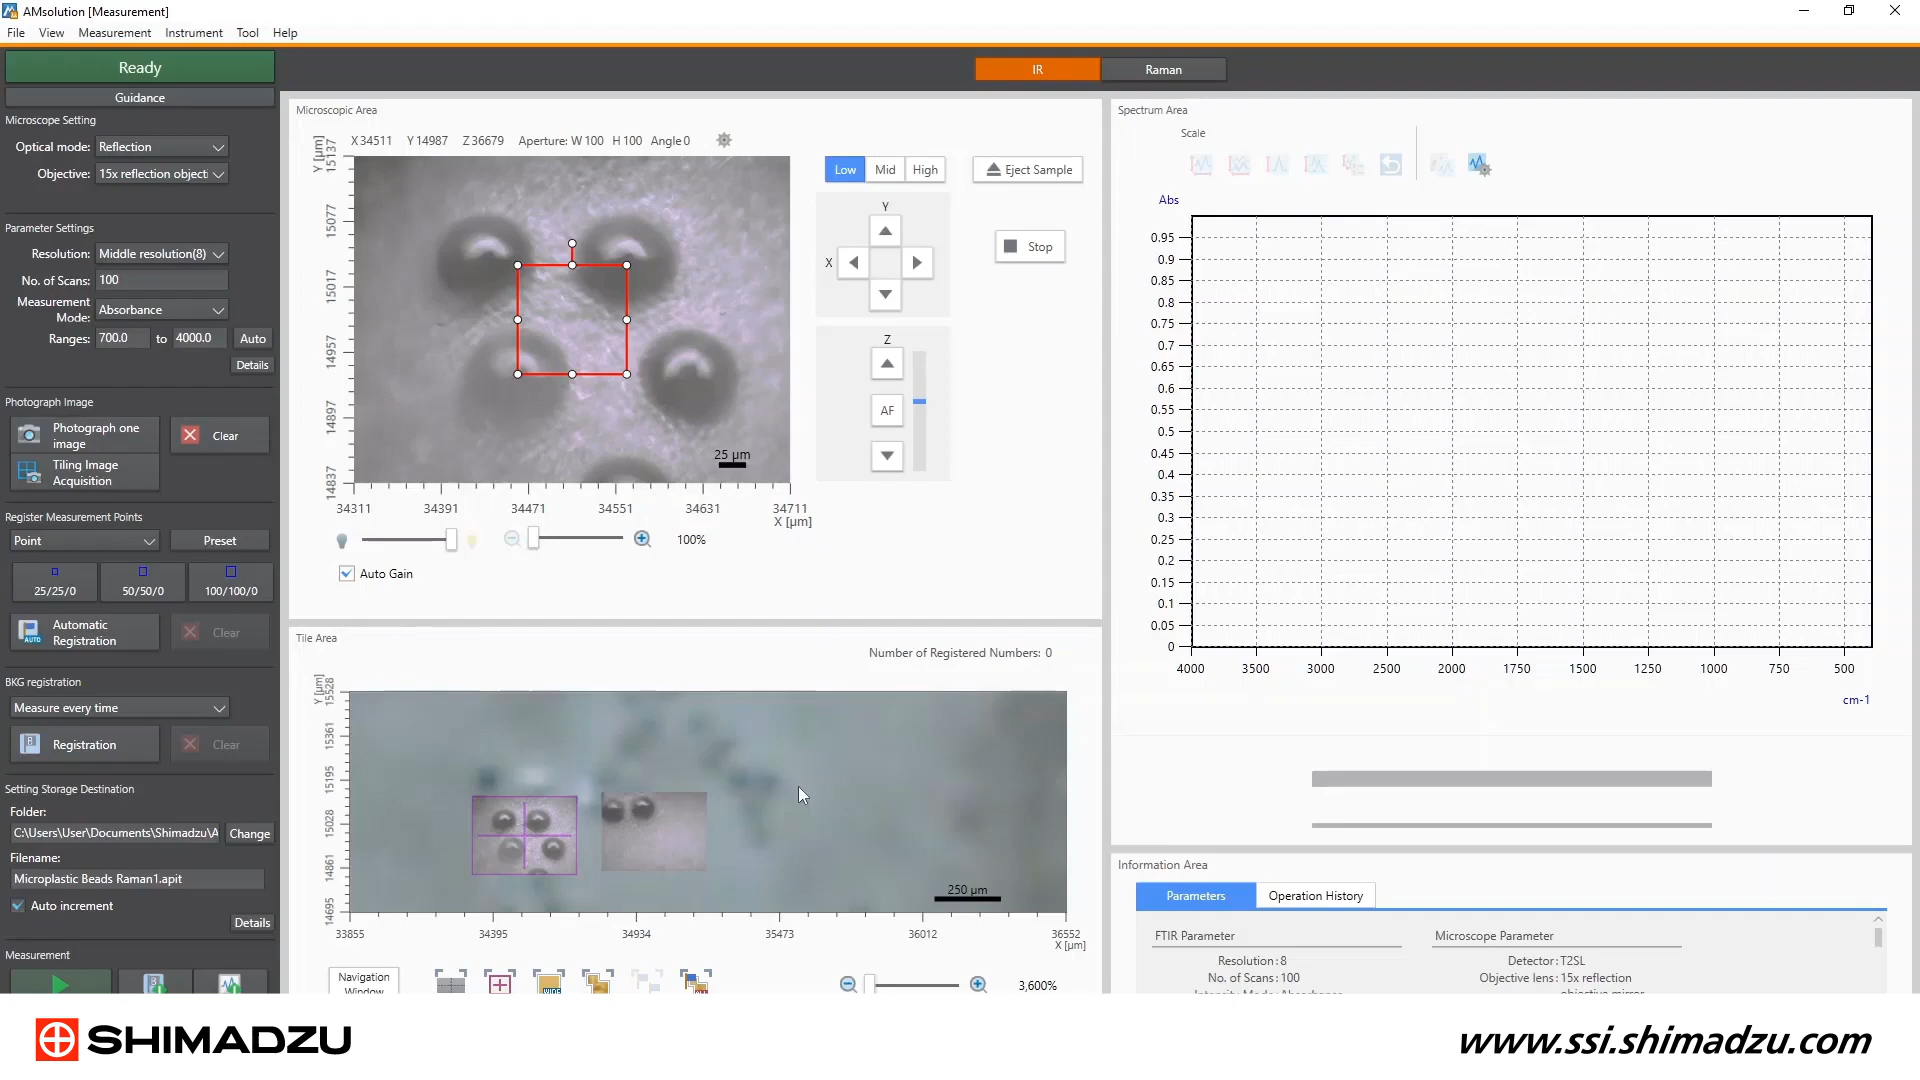 AMsolution [Measurement]
File View Measurement Instrument Tool Help
Ready
Guidance
IR Raman
Microscope Setting
Optical mode: Reflection
Objective: 15x reflection objecti
Parameter Settings
Resolution: Middle resolution(8)
No. of Scans: 100
Measurement
Mode: Absorbance
Ranges: 700.0 to 4000.0 Auto
Details
Photograph Image
Photograph one
image
Clear
Tiling Image
Acquisition
Register Measurement Points
Point Preset
25/25/0 50/50/0 100/100/0
AUTO
Automatic
Registration
Clear
BKG registration
Measure every time
Registration Clear
Setting Storage Destination
Folder:
C:\Users\User\Documents\Shimadzu\A Change
Filename:
Microplastic Beads Raman1.apit
Auto increment
Details
Measurement
Microscopic Area
X 34511 Y 14987 Z 36679 Aperture: W 100 H 100 Angle 0
Y [µm]
15137
15077
15017
14957
14897
14837
25 µm
34311 34391 34471 34551 34631 34711
X [µm]
100%
Auto Gain
Low Mid High
Eject Sample
Y
X
Stop
Z
AF
Tile Area
Number of Registered Numbers: 0
Y [µm]
15528
15361
15195
15028
14861
14695
250 µm
33855 34395 34934 35473 36012 36552
X [µm]
Navigation
Window
WIDE
ALL
3,600%
Spectrum Area
Scale
Abs
0.95
0.9
0.85
0.8
0.75
0.7
0.65
0.6
0.55
0.5
0.45
0.4
0.35
0.3
0.25
0.2
0.15
0.1
0.05
0
4000 3500 3000 2500 2000 1750 1500 1250 1000 750 500
cm-1
Information Area
Parameters Operation History
FTIR Parameter
Resolution: 8
No. of Scans: 100
Intensity Mode: Absorbance
Microscope Parameter
Detector: T2SL
Objective lens: 15x reflection
objective mirror
SHIMADZU
www.ssi.shimadzu.com